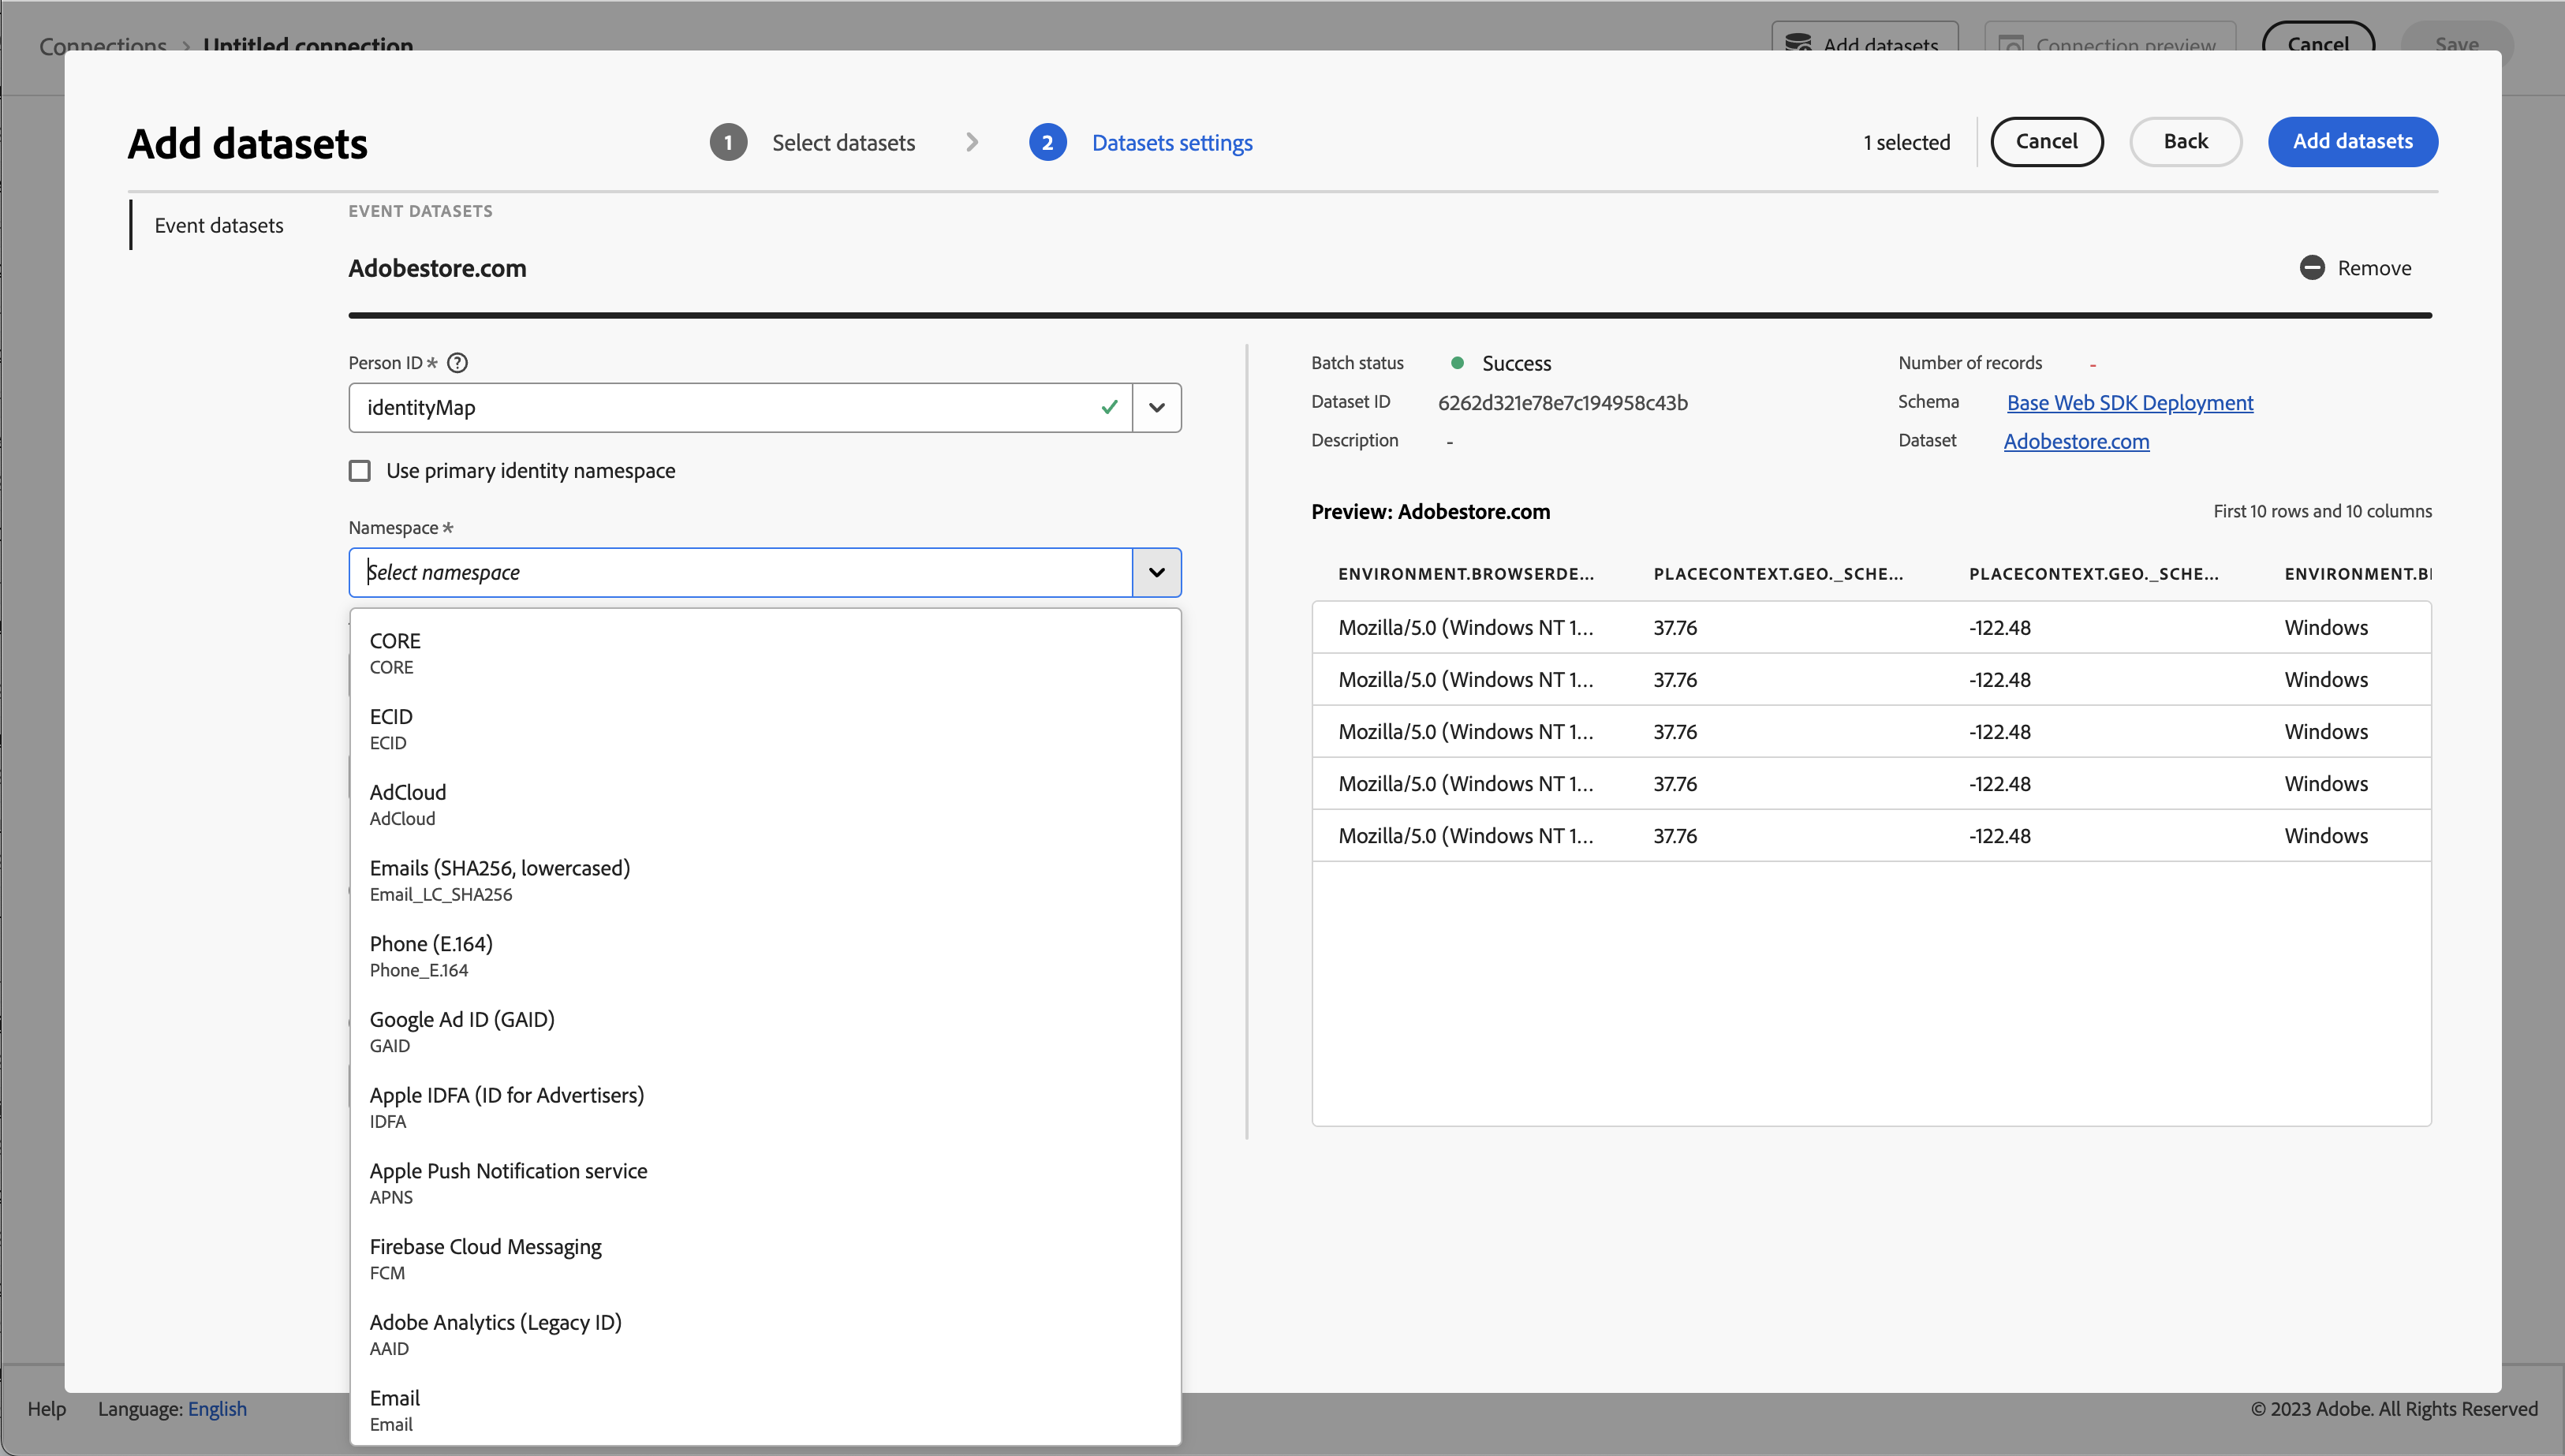 Connections > Untitled connection
Add datasets
Connection preview
Cancel
Save
Add datasets
1 Select datasets
2 Datasets settings
1 selected
Cancel
Back
Add datasets
Event datasets
EVENT DATASETS
Adobestore.com
Remove
Person ID *
identityMap
Use primary identity namespace
Namespace *
Select namespace
CORE
CORE
ECID
ECID
AdCloud
AdCloud
Emails (SHA256, lowercased)
Email_LC_SHA256
Phone (E.164)
Phone_E.164
Google Ad ID (GAID)
GAID
Apple IDFA (ID for Advertisers)
IDFA
Apple Push Notification service
APNS
Firebase Cloud Messaging
FCM
Adobe Analytics (Legacy ID)
AAID
Email
Email
Batch status Success
Dataset ID 6262d321e78e7c194958c43b
Description -
Number of records -
Schema Base Web SDK Deployment
Dataset Adobestore.com
Preview: Adobestore.com
First 10 rows and 10 columns
ENVIRONMENT.BROWSERDE... PLACECONTEXT.GEO._SCHE... PLACECONTEXT.GEO._SCHE... ENVIRONMENT.
Mozilla/5.0 (Windows NT 1... 37.76 -122.48 Windows
Mozilla/5.0 (Windows NT 1... 37.76 -122.48 Windows
Mozilla/5.0 (Windows NT 1... 37.76 -122.48 Windows
Mozilla/5.0 (Windows NT 1... 37.76 -122.48 Windows
Mozilla/5.0 (Windows NT 1... 37.76 -122.48 Windows
Help
Language: English
© 2023 Adobe. All Rights Reserved